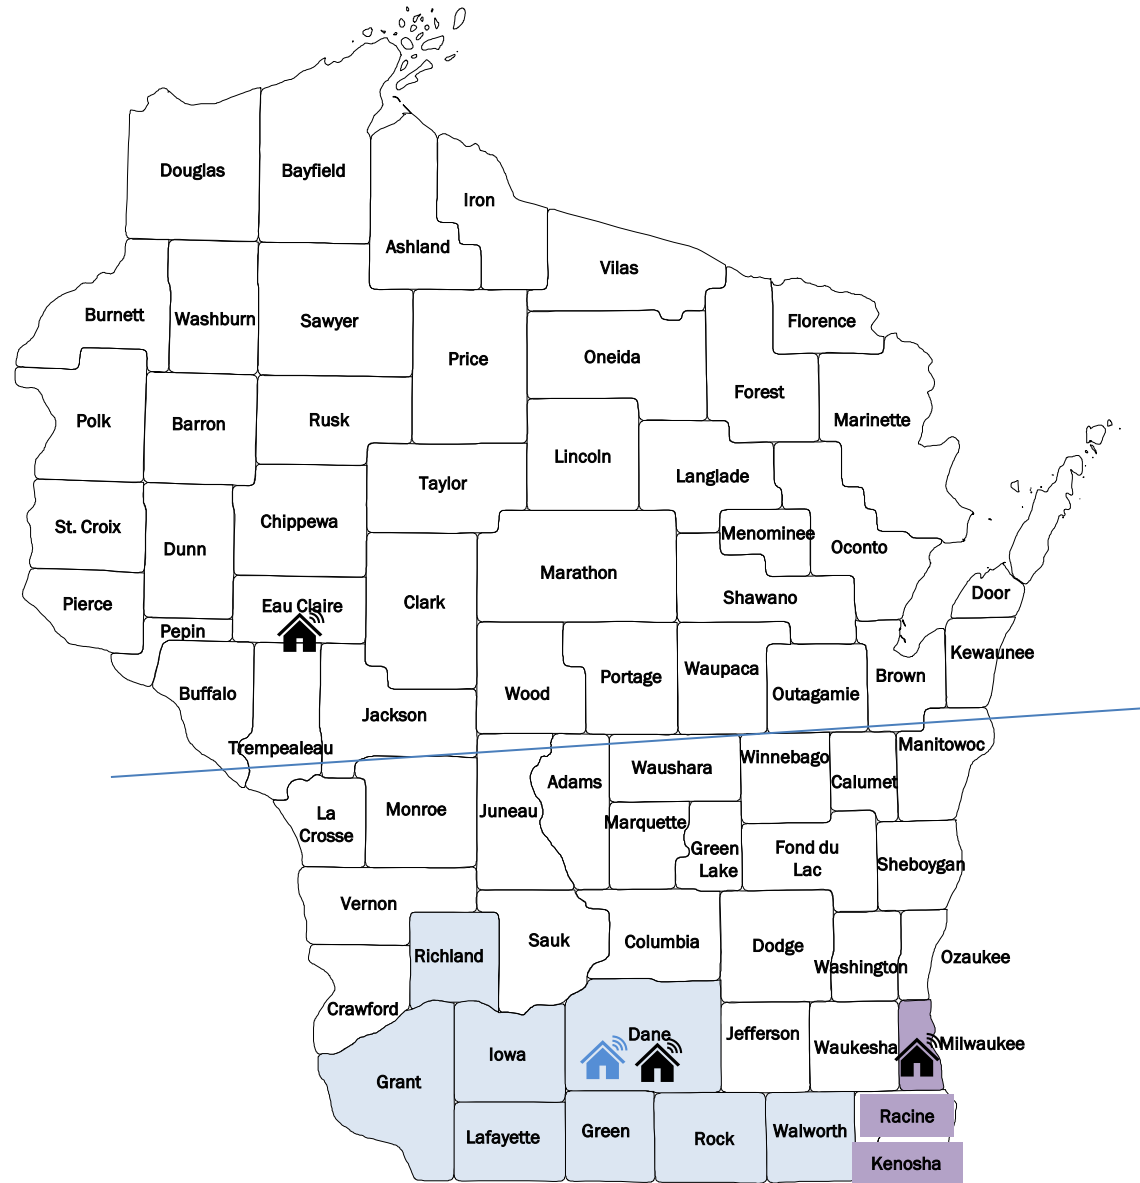 Douglas
Bayfield
Iron
Ashland
Vilas
Burnett
Washburn
Sawyer
Florence
Price
Oneida
Forest
Polk
Barron
Rusk
Marinette
Lincoln
Langlade
Taylor
Chippewa
St. Croix
Menominee
Dunn
Oconto
Marathon
Door
Pierce
Eau Claire
Clark
Shawano
Pepin
Kewaunee
Waupaca
Portage
Brown
Buffalo
Wood
Outagamie
Jackson
Trempealeau
Manitowoc
Winnebago
Waushara
Adams
Calumet
La
Crosse
Monroe
Juneau
Marquette
Green
Lake
Fond du
Lac
Sheboygan
Vernon
Sauk
Columbia
Dodge
Richland
Ozaukee
Washington
Crawford
Dane
Jefferson
Waukesha
Milwaukee
Iowa
Grant
Racine
Lafayette
Green
Rock
Walworth
Kenosha